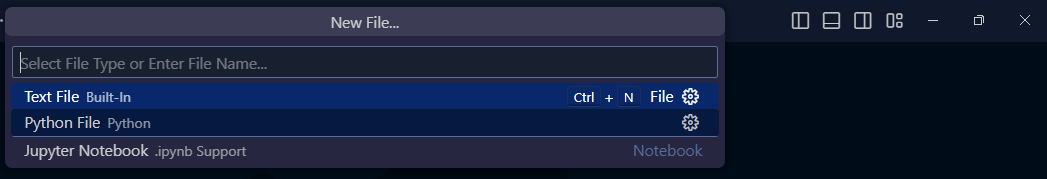 New File...
Select File Type or Enter File Name...
Text File Built-In Ctrl + N File
Python File Python
Jupyter Notebook .ipynb Support Notebook